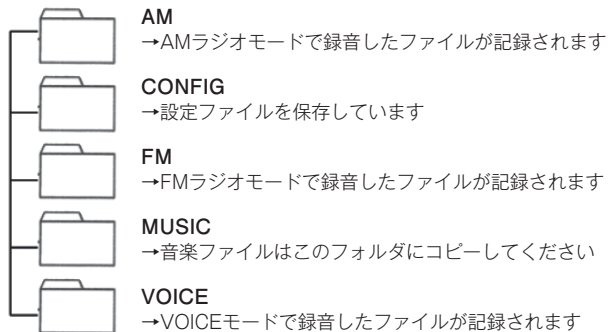 AM
→AMラジオモードで録音したファイルが記録されます
CONFIG
→設定ファイルを保存しています
FM
→FMラジオモードで録音したファイルが記録されます
MUSIC
→音楽ファイルはこのフォルダにコピーしてください
VOICE
→VOICEモードで録音したファイルが記録されます